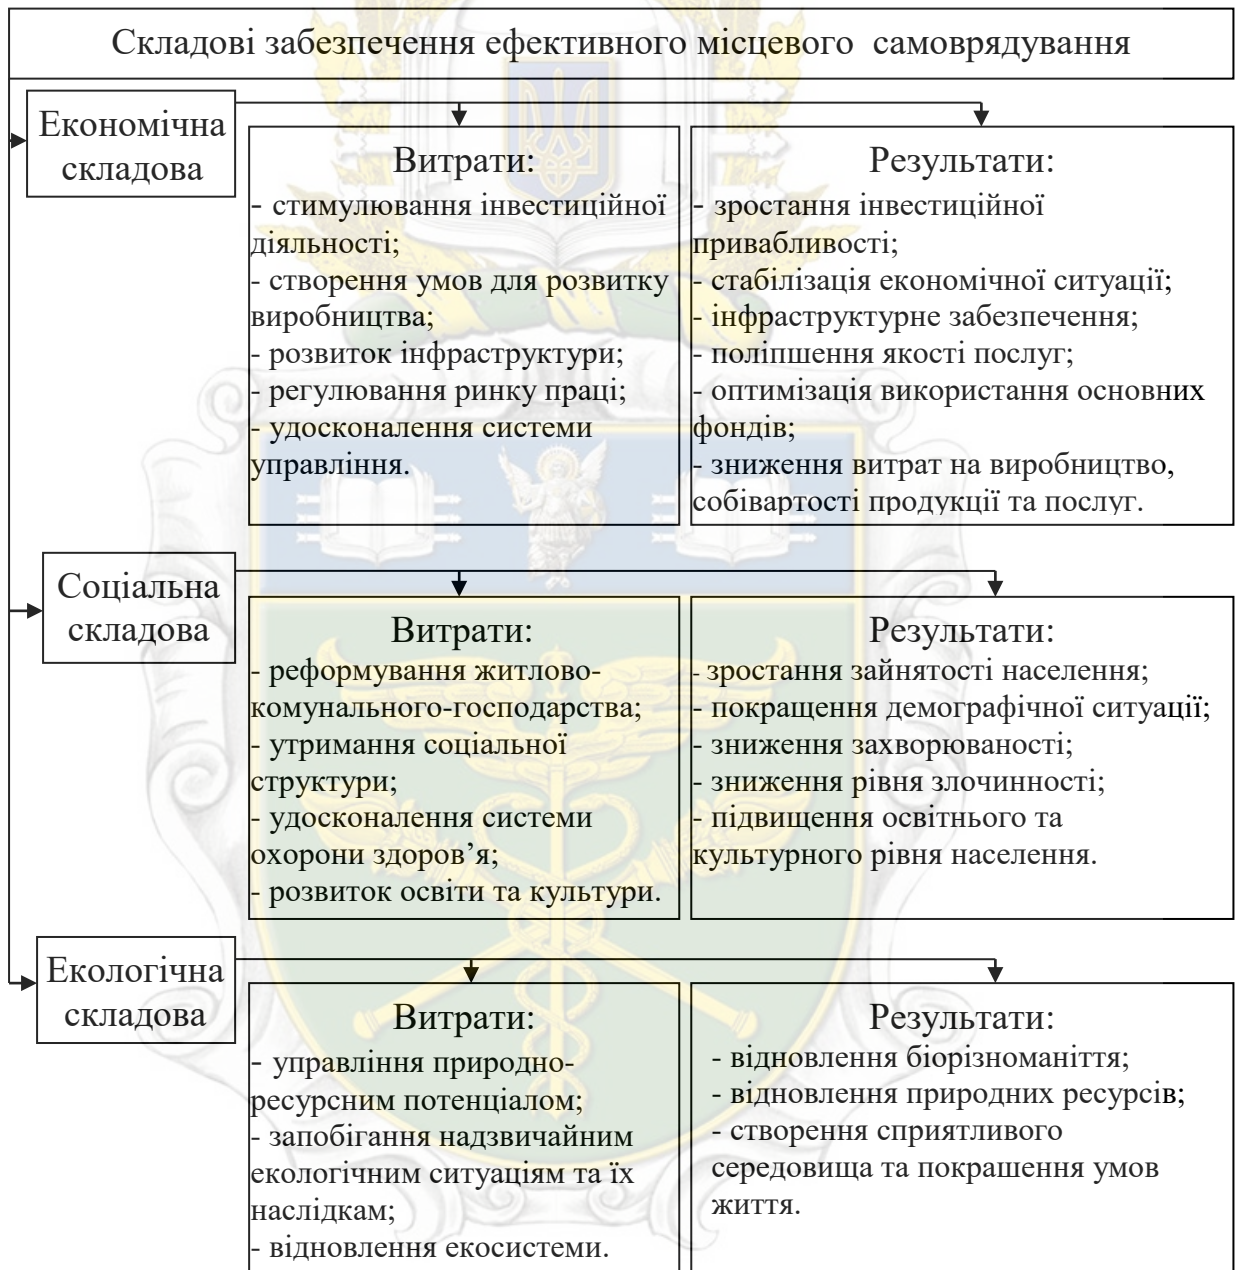 Складові забезпечення ефективного місцевого самоврядування
Економічна
складова
Витрати:
- стимулювання інвестиційної
діяльності;
- створення умов для розвитку
виробництва;
- розвиток інфраструктури;
- регулювання ринку праці;
- удосконалення системи
управління.
Результати:
- зростання інвестиційної
привабливості;
- стабілізація економічної ситуації;
- інфраструктурне забезпечення;
- поліпшення якості послуг;
- оптимізація використання основних
фондів;
- зниження витрат на виробництво,
собівартості продукції та послуг.
Соціальна
складова
Витрати:
- реформування житлово-
комунального-господарства;
- утримання соціальної
структури;
- удосконалення системи
охорони здоров’я;
- розвиток освіти та культури.
Результати:
- зростання зайнятості населення;
- покращення демографічної ситуації;
- зниження захворюваності;
- зниження рівня злочинності;
- підвищення освітнього та
культурного рівня населення.
Екологічна
складова
Витрати:
- управління природно-
ресурсним потенціалом;
- запобігання надзвичайним
екологічним ситуаціям та їх
наслідкам;
- відновлення екосистеми.
Результати:
- відновлення біорізноманіття;
- відновлення природних ресурсів;
- створення сприятливого
середовища та покрашення умов
життя.